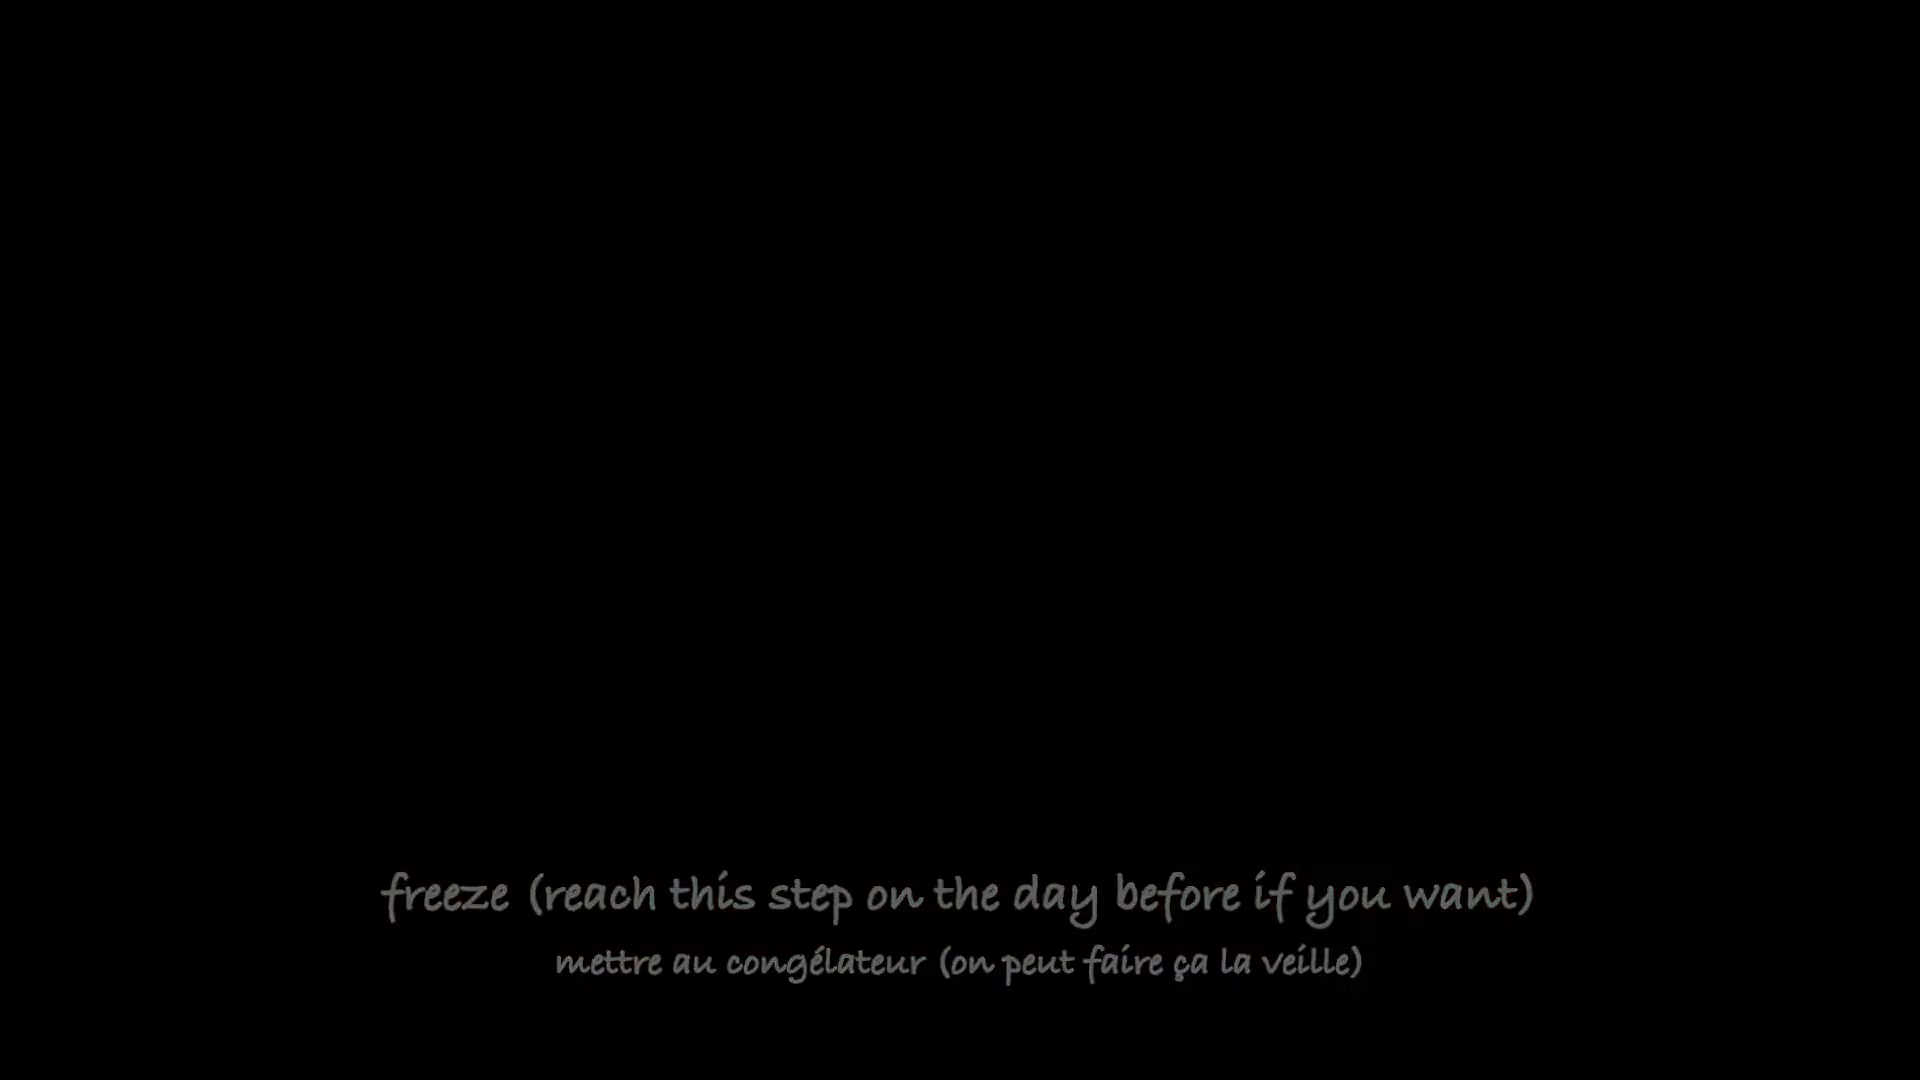 freeze (reach this step on the day before if you want)
mettre au congélateur (on peut faire ça la veille)